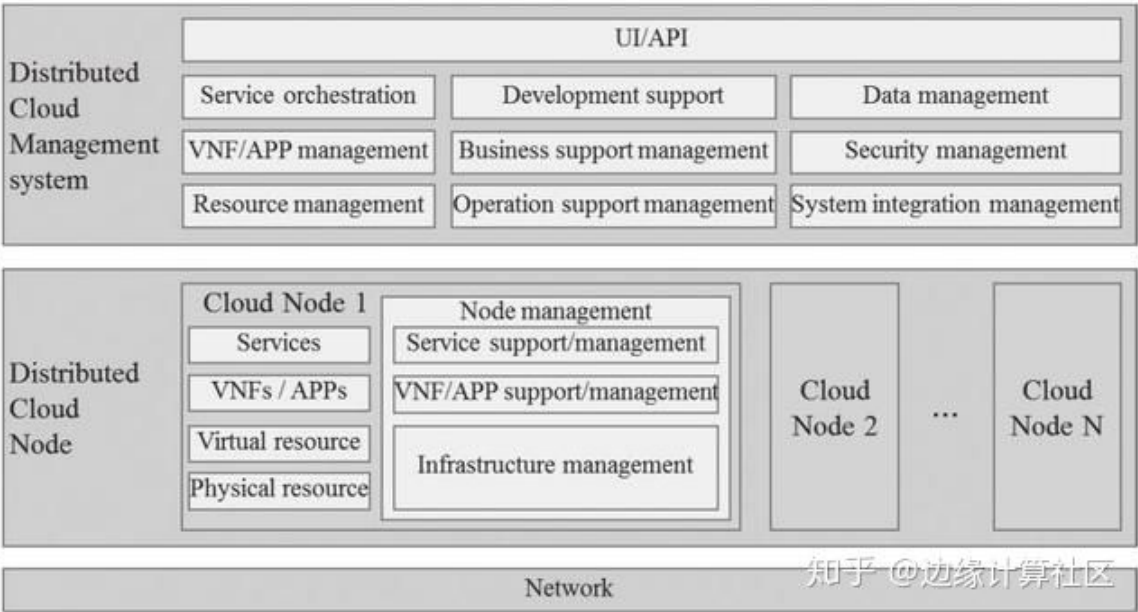 UI/API
Distributed
Cloud
Management
system
Service orchestration
Development support
Data management
VNF/APP management
Business support management
Security management
Resource management
Operation support management
System integration management
Distributed
Cloud
Node
Cloud Node 1
Services
VNFs / APPs
Virtual resource
Physical resource
Node management
Service support/management
VNF/APP support/management
Infrastructure management
Cloud
Node 2
...
Cloud
Node N
Network
知乎 @边缘计算社区